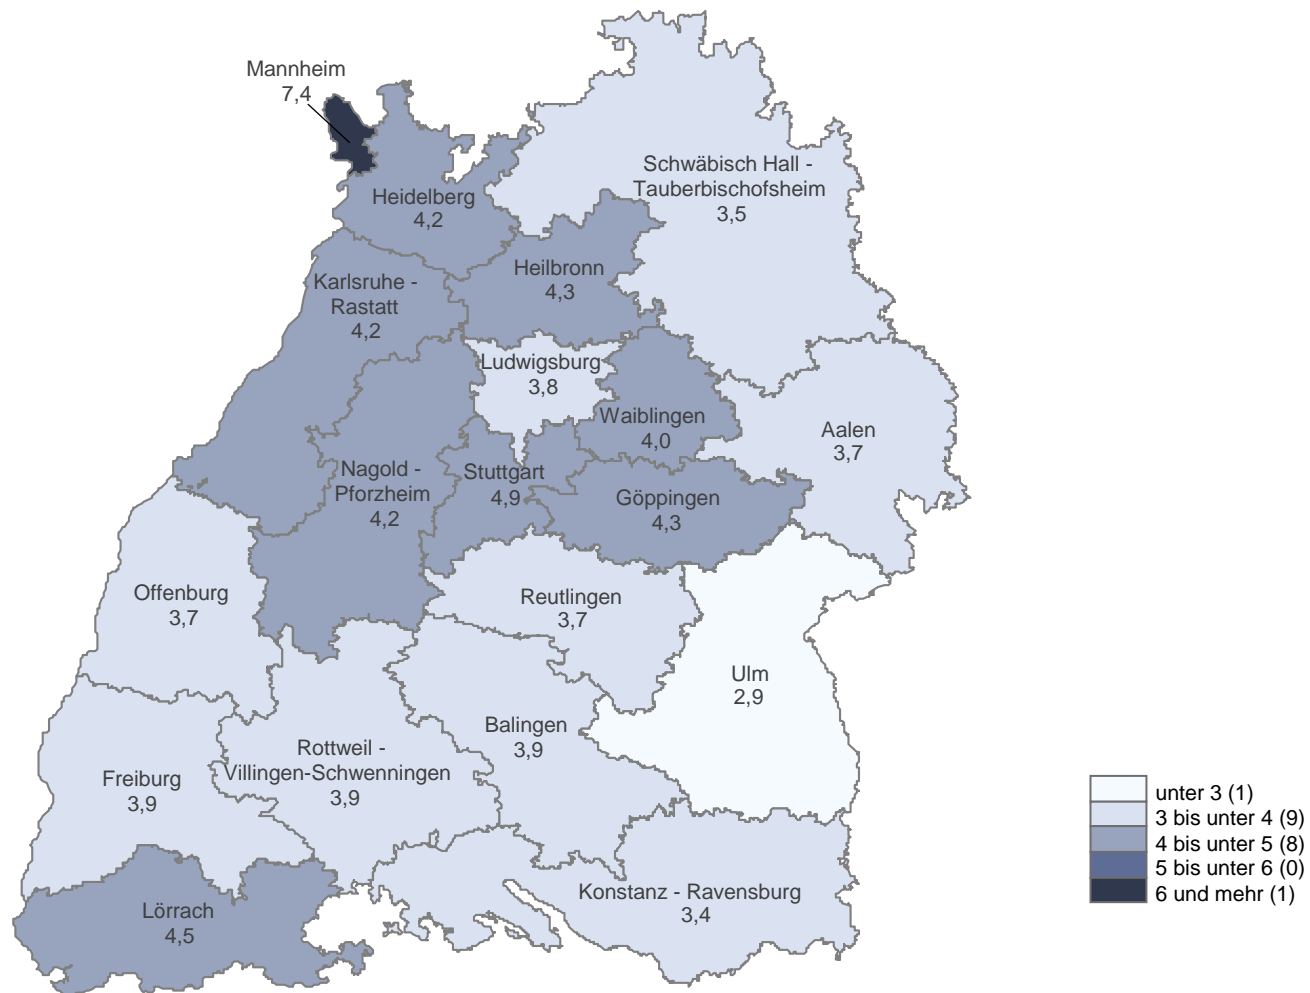 Mannheim
7,4
Schwäbisch Hall -
Tauberbischofsheim
3,5
Heidelberg
4,2
Heilbronn
4,3
Karlsruhe -
Rastatt
4,2
Ludwigsburg
3,8
Waiblingen
4,0
Aalen
3,7
Nagold -
Pforzheim
4,2
Stuttgart
4,9
Göppingen
4,3
Offenburg
3,7
Reutlingen
3,7
Ulm
2,9
Balingen
3,9
Rottweil -
Villingen-Schwenningen
3,9
Freiburg
3,9
Konstanz - Ravensburg
3,4
Lörrach
4,5
unter 3 (1)
3 bis unter 4 (9)
4 bis unter 5 (8)
5 bis unter 6 (0)
6 und mehr (1)